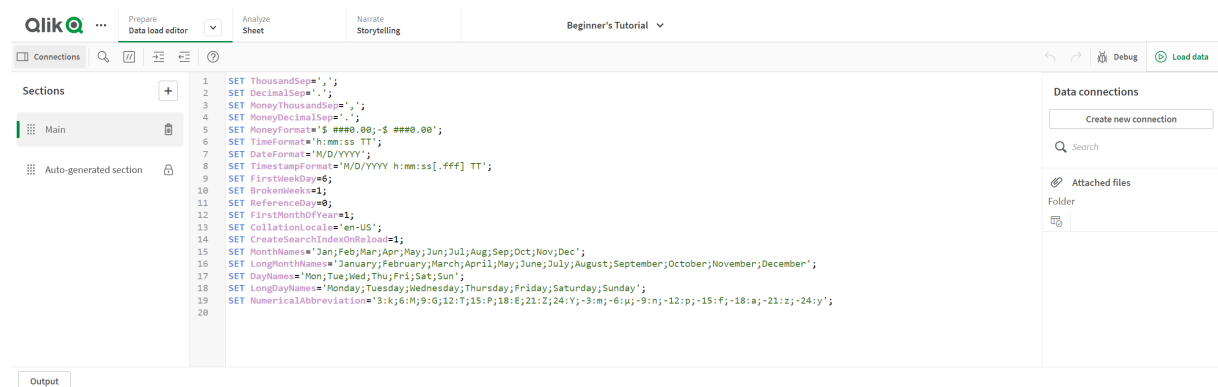 Qlik
Prepare
Data load editor
Analyze
Sheet
Narrate
Storytelling
Beginner's Tutorial
Connections
Debug
Load data
Sections
Main
Auto-generated section
1 SET ThousandSep=',';
2 SET DecimalSep='.';
3 SET MoneyThousandSep=',';
4 SET MoneyDecimalSep='.';
5 SET MoneyFormat='$ ###0.00;-$ ###0.00';
6 SET TimeFormat='h:mm:ss TT';
7 SET DateFormat='M/D/YYYY';
8 SET TimestampFormat='M/D/YYYY h:mm:ss[.fff] TT';
9 SET FirstWeekDay=6;
10 SET BrokenWeeks=1;
11 SET ReferenceDay=0;
12 SET FirstMonthOfYear=1;
13 SET CollationLocale='en-US';
14 SET CreateSearchIndexOnReload=1;
15 SET MonthNames='Jan;Feb;Mar;Apr;May;Jun;Jul;Aug;Sep;Oct;Nov;Dec';
16 SET LongMonthNames='January;February;March;April;May;June;July;August;September;October;November;December';
17 SET DayNames='Mon;Tue;Wed;Thu;Fri;Sat;Sun';
18 SET LongDayNames='Monday;Tuesday;Wednesday;Thursday;Friday;Saturday;Sunday';
19 SET NumericalAbbreviation='3:k;6:M;9:G;12:T;15:P;18:E;21:Z;24:Y;-3:m;-6:μ;-9:n;-12:p;-15:f;-18:a;-21:z;-24:y';
20
Data connections
Create new connection
Search
Attached files
Folder
Output